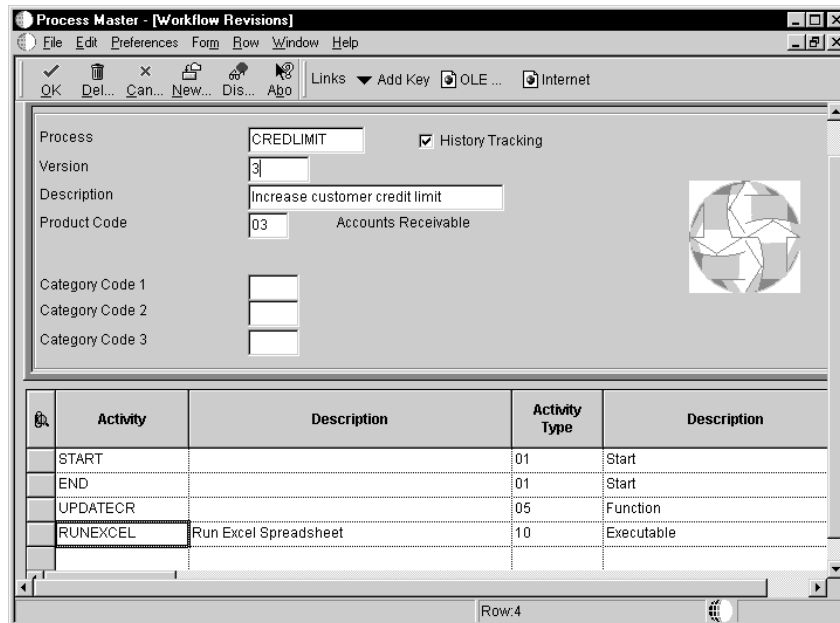 Process Master - [Workflow Revisions]
File Edit Preferences Form Row Window Help
OK Del... Can... New... Dis... Abo Links Add Key OLE ... Internet
Process CREDLIMIT History Tracking
Version 3
Description Increase customer credit limit
Product Code 03 Accounts Receivable
Category Code 1
Category Code 2
Category Code 3
Activity Description Activity Type Description
START 01 Start
END 01 Start
UPDATECR 05 Function
RUNEXCEL Run Excel Spreadsheet 10 Executable
Row:4